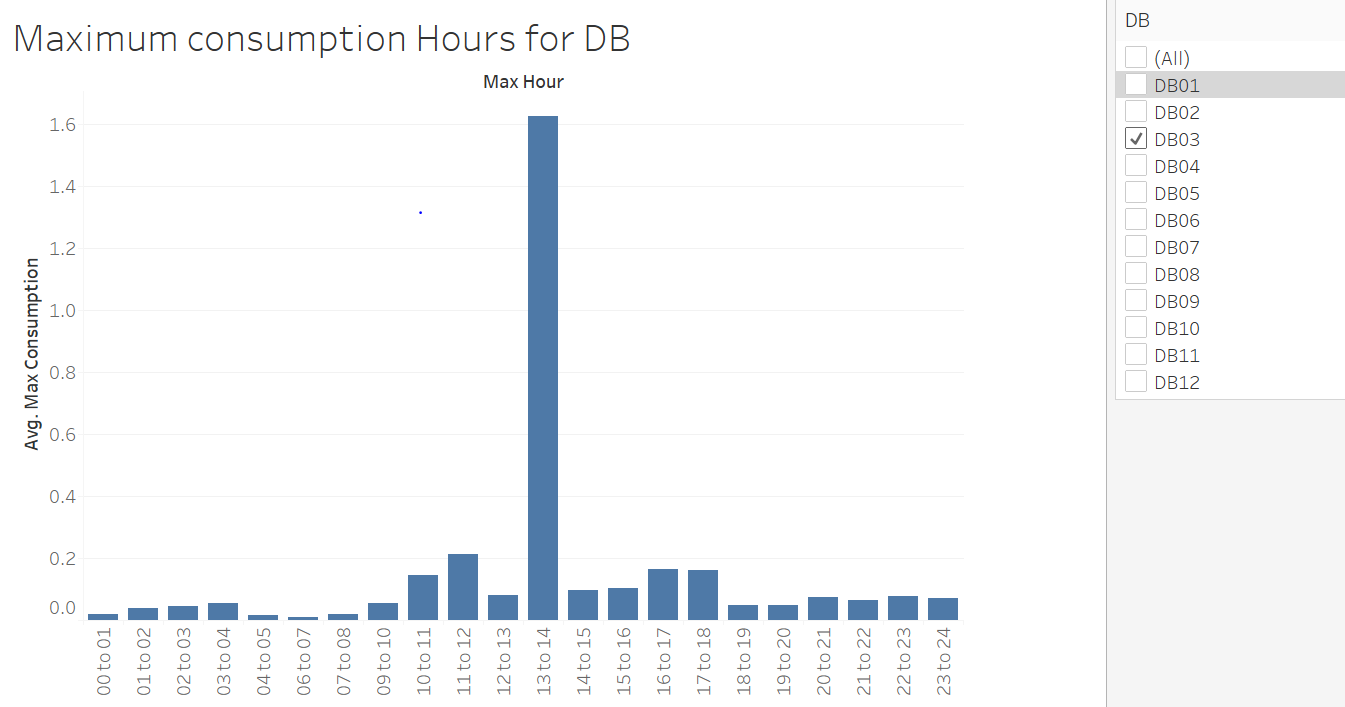 Maximum consumption Hours for DB
Max Hour
Avg. Max Consumption
1.6
1.4
1.2
1.0
0.8
0.6
0.4
0.2
0.0
00 to 01
01 to 02
02 to 03
03 to 04
04 to 05
06 to 07
07 to 08
09 to 10
10 to 11
11 to 12
12 to 13
13 to 14
14 to 15
15 to 16
16 to 17
17 to 18
18 to 19
19 to 20
20 to 21
21 to 22
22 to 23
23 to 24
DB
(All)
DB01
DB02
DB03
DB04
DB05
DB06
DB07
DB08
DB09
DB10
DB11
DB12